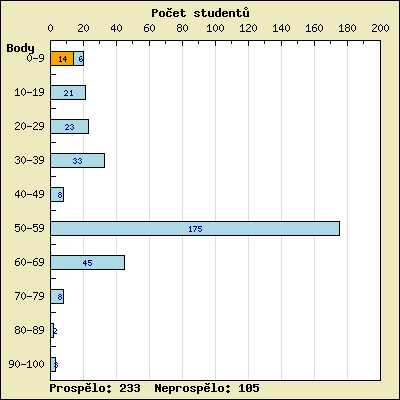 Počet studentů
0 20 40 60 80 100 120 140 160 180 200
Body
0-9 14 6
10-19 21
20-29 23
30-39 33
40-49 8
50-59 175
60-69 45
70-79 8
80-89 2
90-100 3
Prospělo: 233 Neprospělo: 105